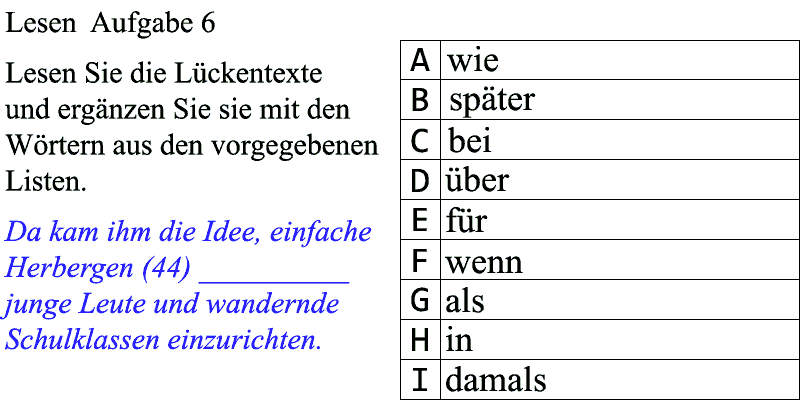 Lesen  Aufgabe 6
Lesen Sie die Lückentexte
und ergänzen Sie sie mit den
Wörtern aus den vorgegebenen
Listen.
Da kam ihm die Idee, einfache
Herbergen (44) __________
junge Leute und wandernde
Schulklassen einzurichten.
A wie
B später
C bei
D über
E für
F wenn
G als
H in
I damals